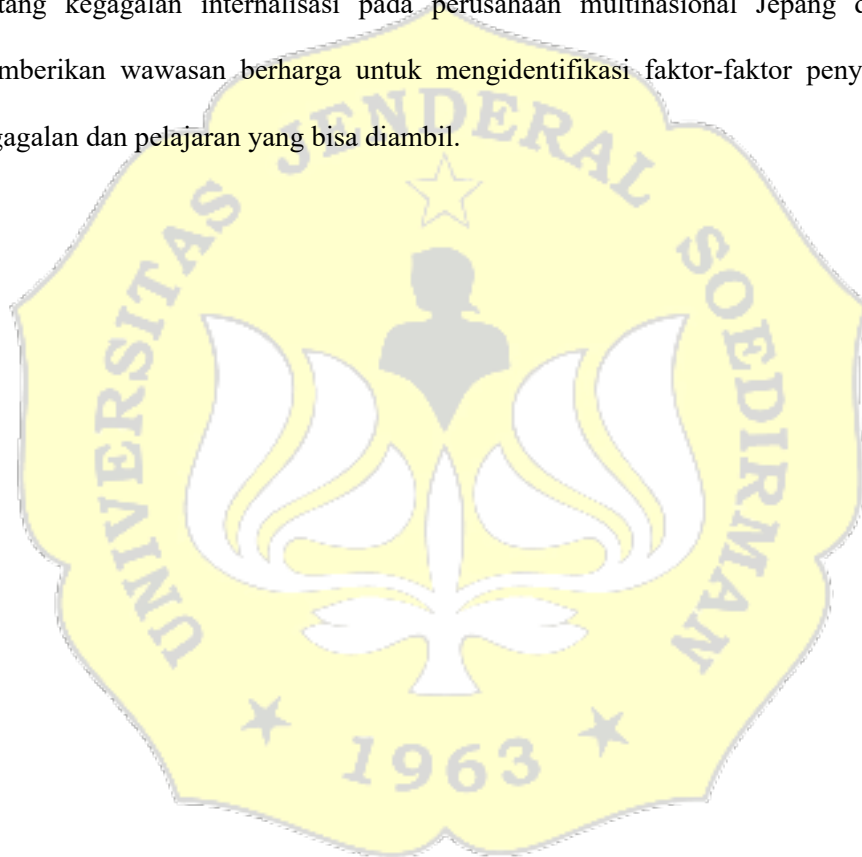 tang kegagalan internalisasi pada perusahaan multinasional Jepang d
mberikan wawasan berharga untuk mengidentifikasi faktor-faktor peny
gagalan dan pelajaran yang bisa diambil.
UNIVERSITAS JENDERAL SOEDIRMAN
1963